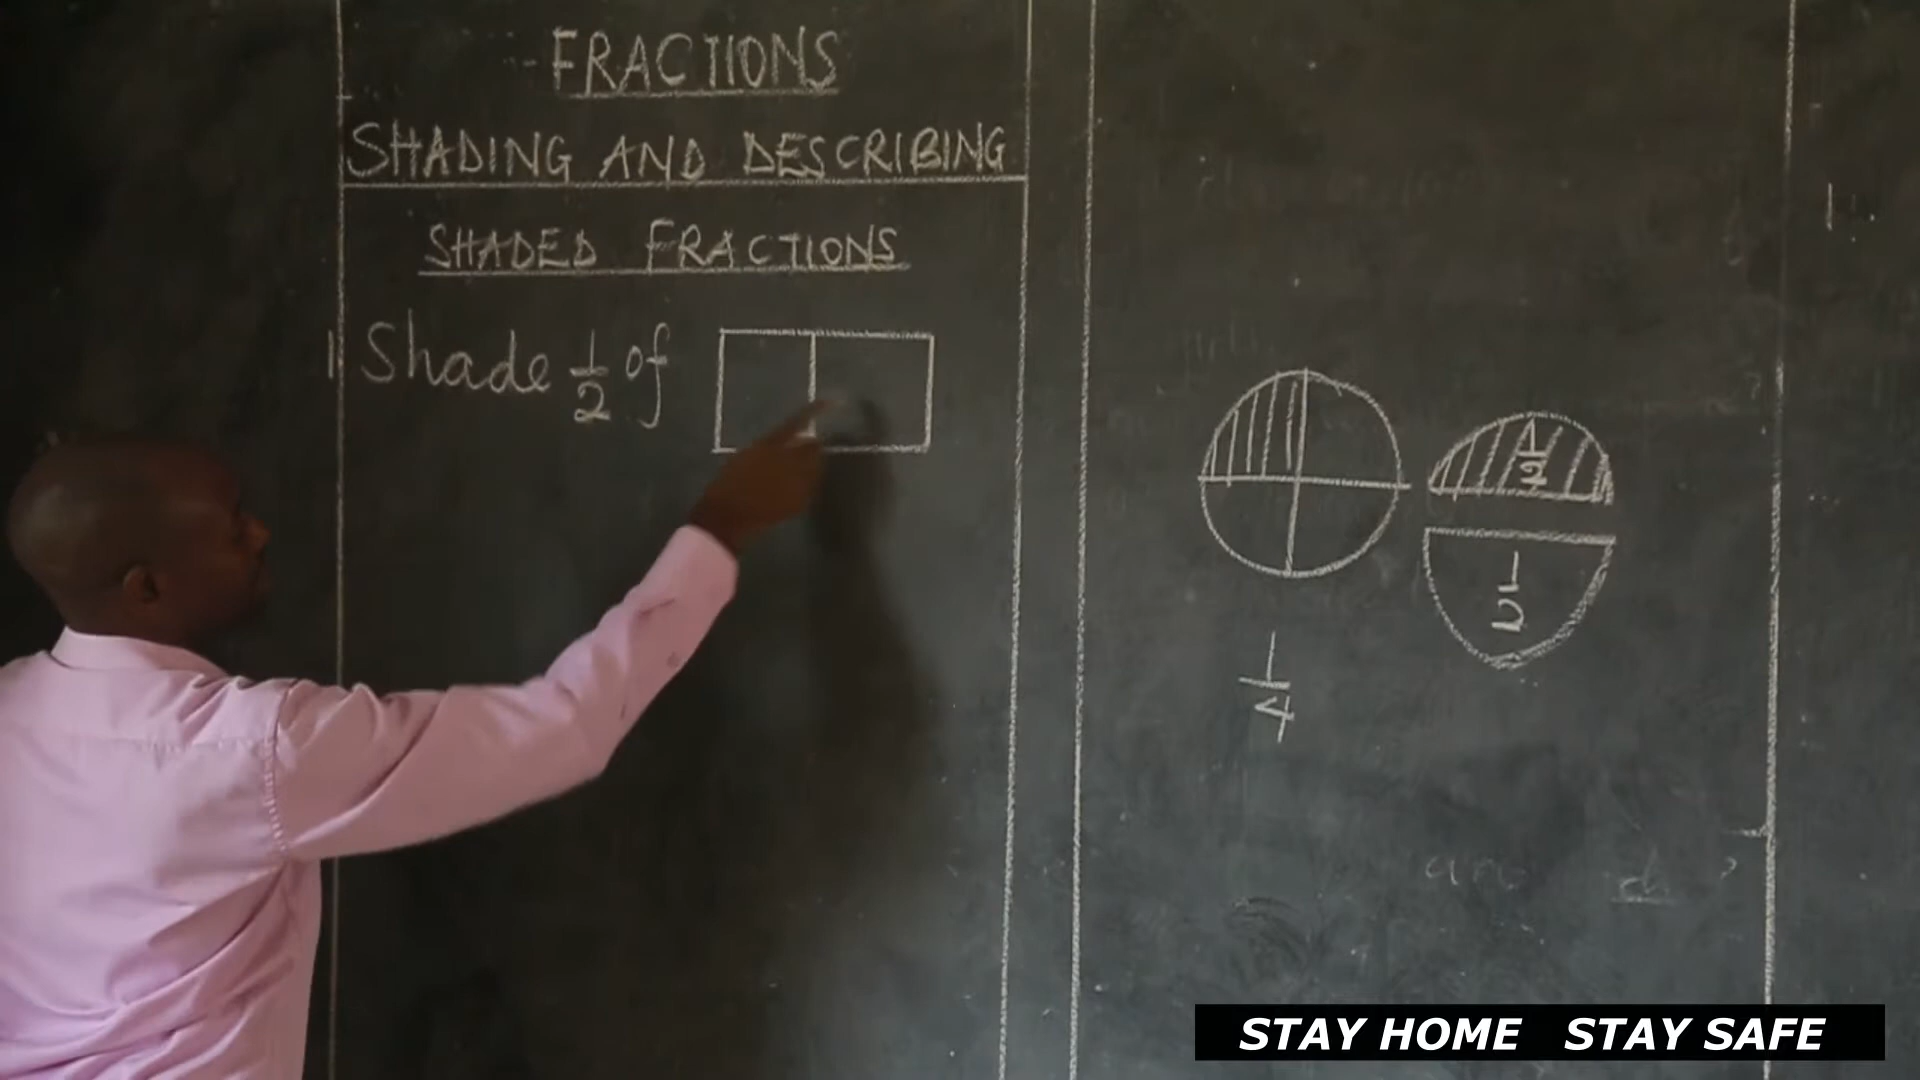 FRACTIONS
SHADING AND DESCRIBING
SHADED FRACTIONS
1 Shade 1/2 of
1/2
1/2
1/4
STAY HOME STAY SAFE